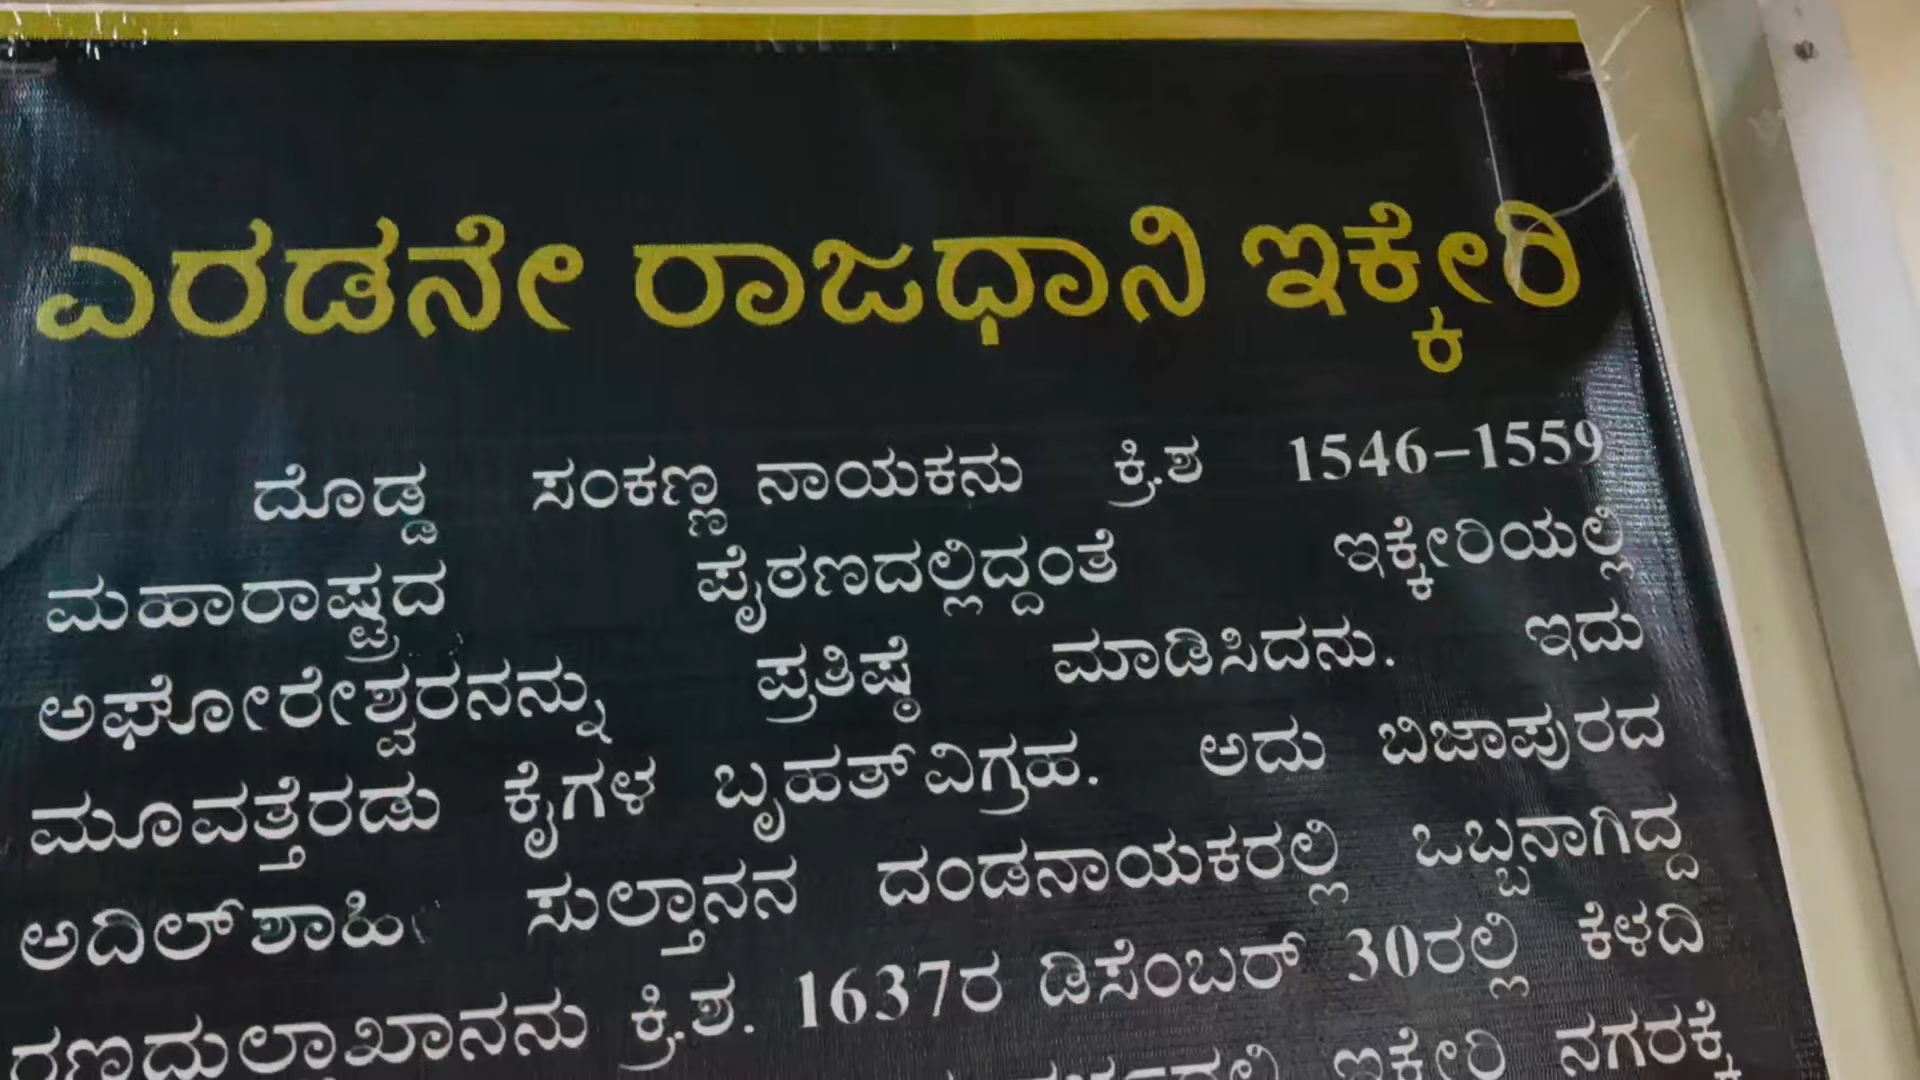 ಎರಡನೇ ರಾಜಧಾನಿ ಇಕ್ಕೇರಿ
ದೊಡ್ಡ ಸಂಕಣ್ಣ ನಾಯಕನು ಕ್ರಿ.ಶ 1546-1559
ಮಹಾರಾಷ್ಟ್ರದ ಪೈಠಣದಲ್ಲಿದ್ದಂತೆ ಇಕ್ಕೇರಿಯಲ್ಲಿ
ಅಘೋರೇಶ್ವರನನ್ನು ಪ್ರತಿಷ್ಠೆ ಮಾಡಿಸಿದನು. ಇದು
ಮೂವತ್ತೆರಡು ಕೈಗಳ ಬೃಹತ್ ವಿಗ್ರಹ. ಅದು ಬಿಜಾಪುರದ
ಅದಿಲ್‌ಶಾಹಿ ಸುಲ್ತಾನನ ದಂಡನಾಯಕರಲ್ಲಿ ಒಬ್ಬನಾಗಿದ್ದ
ರಣದುಲ್ಲಾಖಾನನು ಕ್ರಿ.ಶ. 1637ರ ಡಿಸೆಂಬರ್ 30ರಲ್ಲಿ ಕೆಳದಿ
ಇಕ್ಕೇರಿ ನಗರಕ್ಕೆ